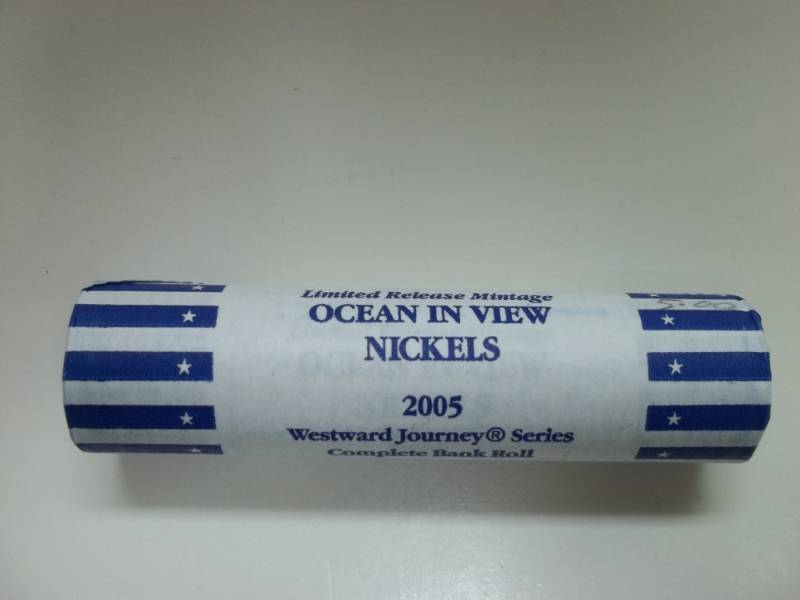 Limited Release Mintage
5.00
OCEAN IN VIEW
NICKELS
2005
Westward Journey® Series
Complete Bank Roll